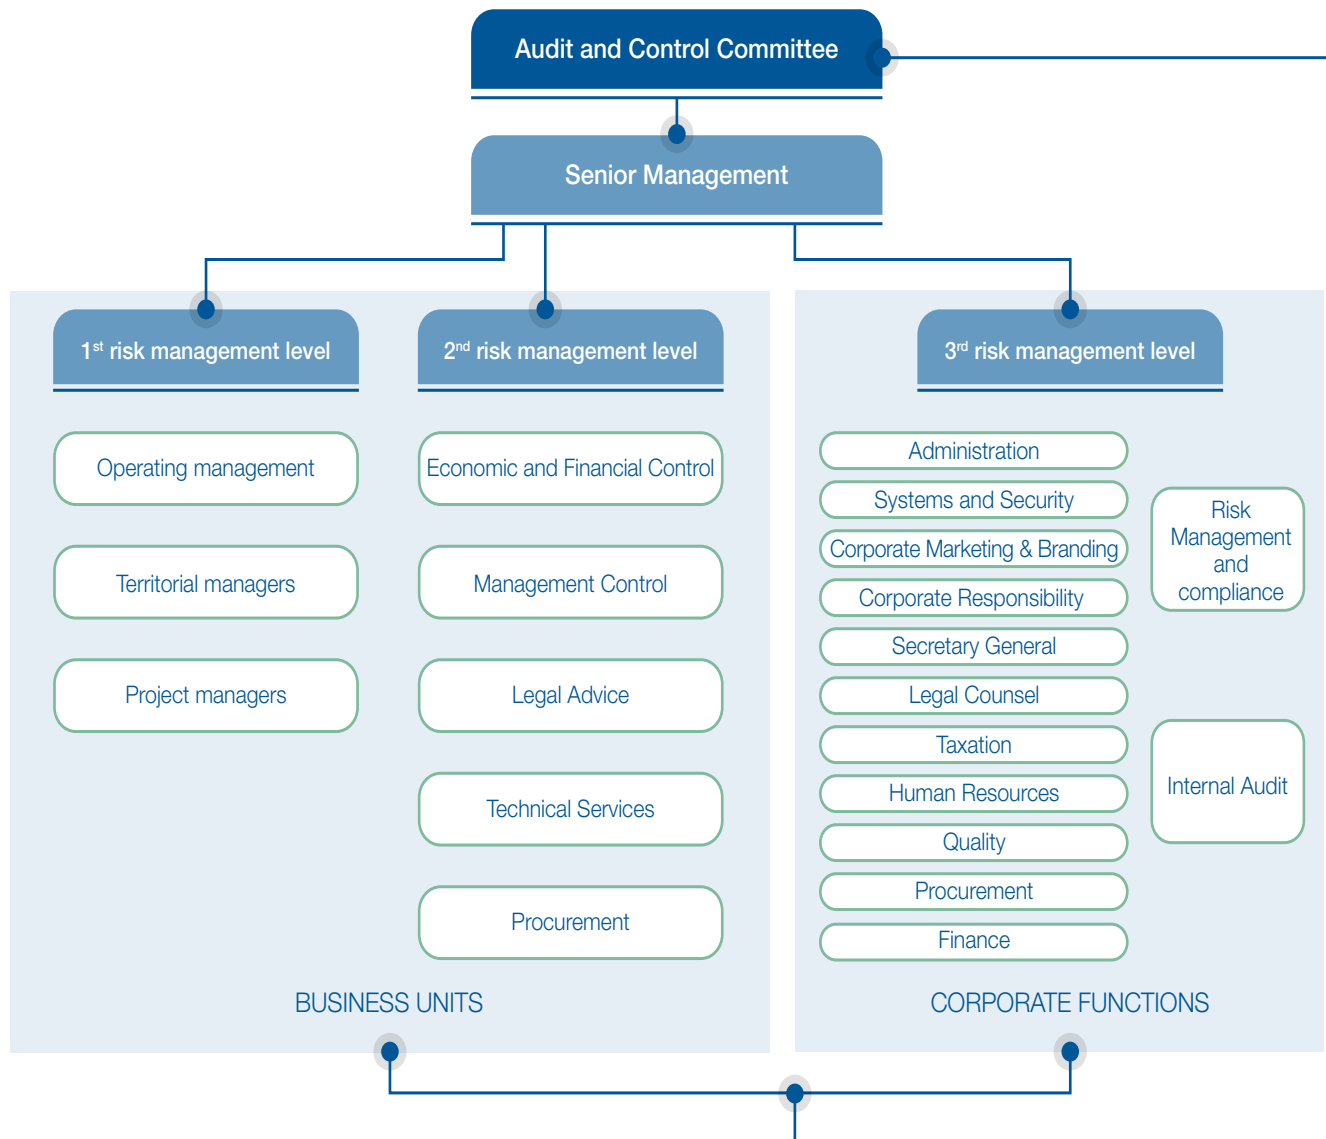 Audit and Control Committee
Senior Management
1st risk management level
Operating management
Territorial managers
Project managers
2nd risk management level
Economic and Financial Control
Management Control
Legal Advice
Technical Services
Procurement
BUSINESS UNITS
3rd risk management level
Administration
Systems and Security
Corporate Marketing & Branding
Corporate Responsibility
Secretary General
Legal Counsel
Taxation
Human Resources
Quality
Procurement
Finance
Risk
Management
and
compliance
Internal Audit
CORPORATE FUNCTIONS